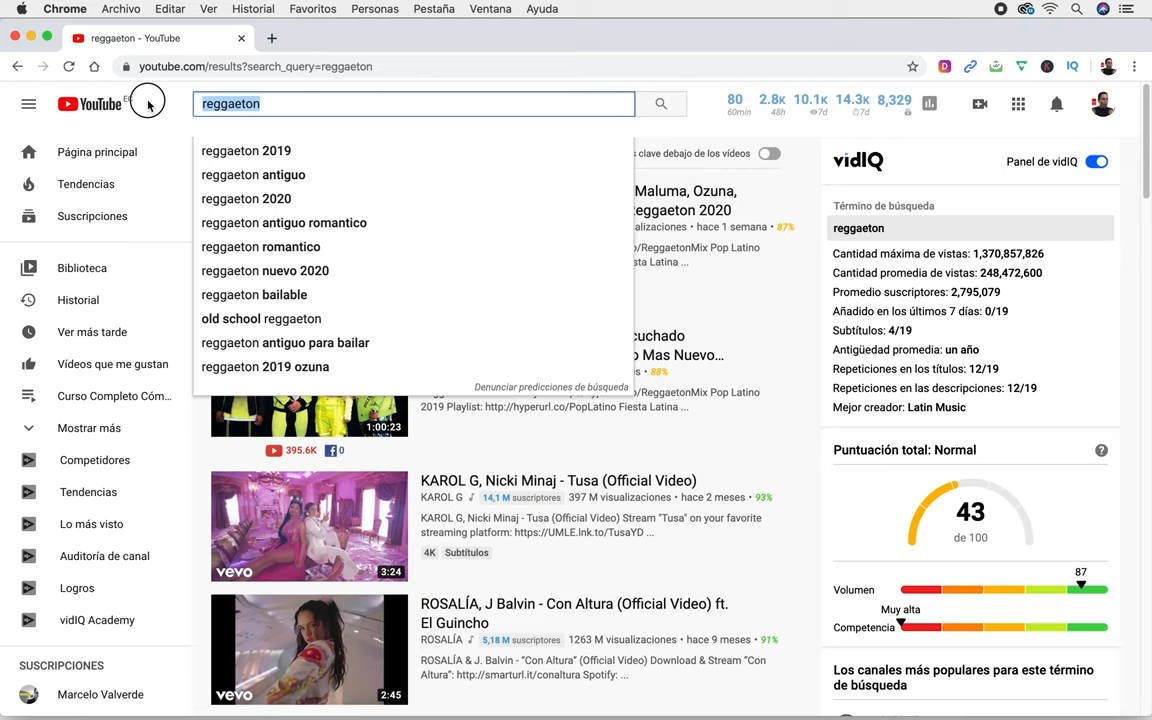 Chrome Archivo Editar Ver Historial Favoritos Personas Pestaña Ventana Ayuda
reggaeton - YouTube
youtube.com/results?search_query=reggaeton
YouTube EC
reggaeton
80 2.8K 10.1K 14.3K 8,329
60min 48h 7d 7d
Página principal
Tendencias
Suscripciones
Biblioteca
Historial
Ver más tarde
Vídeos que me gustan
Curso Completo Cóm...
Mostrar más
Competidores
Tendencias
Lo más visto
Auditoría de canal
Logros
vidIQ Academy
SUSCRIPCIONES
Marcelo Valverde
reggaeton 2019
reggaeton antiguo
reggaeton 2020
reggaeton antiguo romantico
reggaeton romantico
reggaeton nuevo 2020
reggaeton bailable
old school reggaeton
reggaeton antiguo para bailar
reggaeton 2019 ozuna
Denunciar predicciones de búsqueda
s clave debajo de los vídeos
Maluma, Ozuna,
eggaeton 2020
alizaciones • hace 1 semana • 87%
o/ReggaetonMix Pop Latino
sta Latina ...
cuchado
o Mas Nuevo...
s • 88%
o/ReggaetonMix Pop Latino
2019 Playlist: http://hyperurl.co/PopLatino Fiesta Latina ...
1:00:23
395.6K 0
KAROL G, Nicki Minaj - Tusa (Official Video)
KAROL G 14,1 M suscriptores 397 M visualizaciones • hace 2 meses • 93%
KAROL G, Nicki Minaj - Tusa (Official Video) Stream "Tusa" on your favorite
streaming platform: https://UMLE.lnk.to/TusaYD ...
4K Subtítulos
vevo 3:24
ROSALÍA, J Balvin - Con Altura (Official Video) ft.
El Guincho
ROSALÍA 5,18 M suscriptores 1263 M visualizaciones • hace 9 meses • 91%
ROSALÍA & J. Balvin - “Con Altura” (Official Video) Download & Stream “Con
Altura”: http://smarturl.it/conaltura Spotify: ...
vevo 2:45
vidIQ Panel de vidIQ
Término de búsqueda
reggaeton
Cantidad máxima de vistas: 1,370,857,826
Cantidad promedia de vistas: 248,472,600
Promedio suscriptores: 2,795,079
Añadido en los últimos 7 días: 0/19
Subtítulos: 4/19
Antigüedad promedia: un año
Repeticiones en los títulos: 12/19
Repeticiones en las descripciones: 12/19
Mejor creador: Latin Music
Puntuación total: Normal
43
de 100
87
Volumen
Muy alta
Competencia
Los canales más populares para este término
de búsqueda